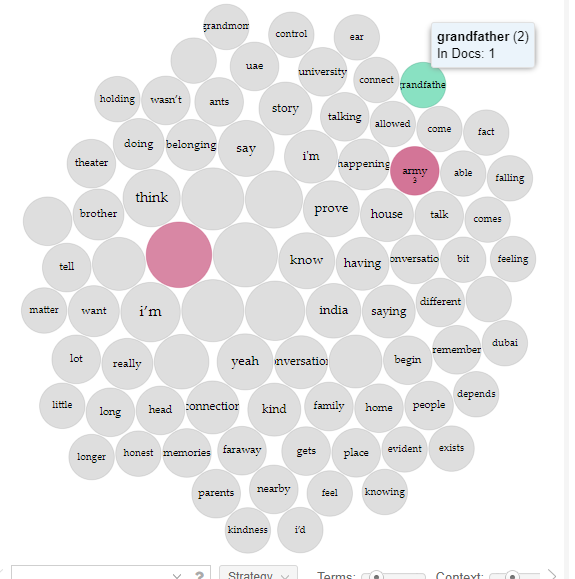 grandmom
control
ear
grandfather (2)
In Docs: 1
uae
university
connect
grandfathe
holding
wasn't
ants
story
talking
allowed
come
fact
doing
belonging
say
i'm
happening
army
3
able
falling
theater
think
brother
prove
house
talk
comes
tell
know
having
onversatio
bit
feeling
matter
want
i'm
india
saying
different
lot
really
yeah
onversation
begin
remember
dubai
little
long
head
connection
kind
family
home
people
depends
longer
honest
memories
faraway
gets
place
evident
exists
parents
nearby
feel
knowing
kindness
i'd
?
Strategy
Terms:
Context: